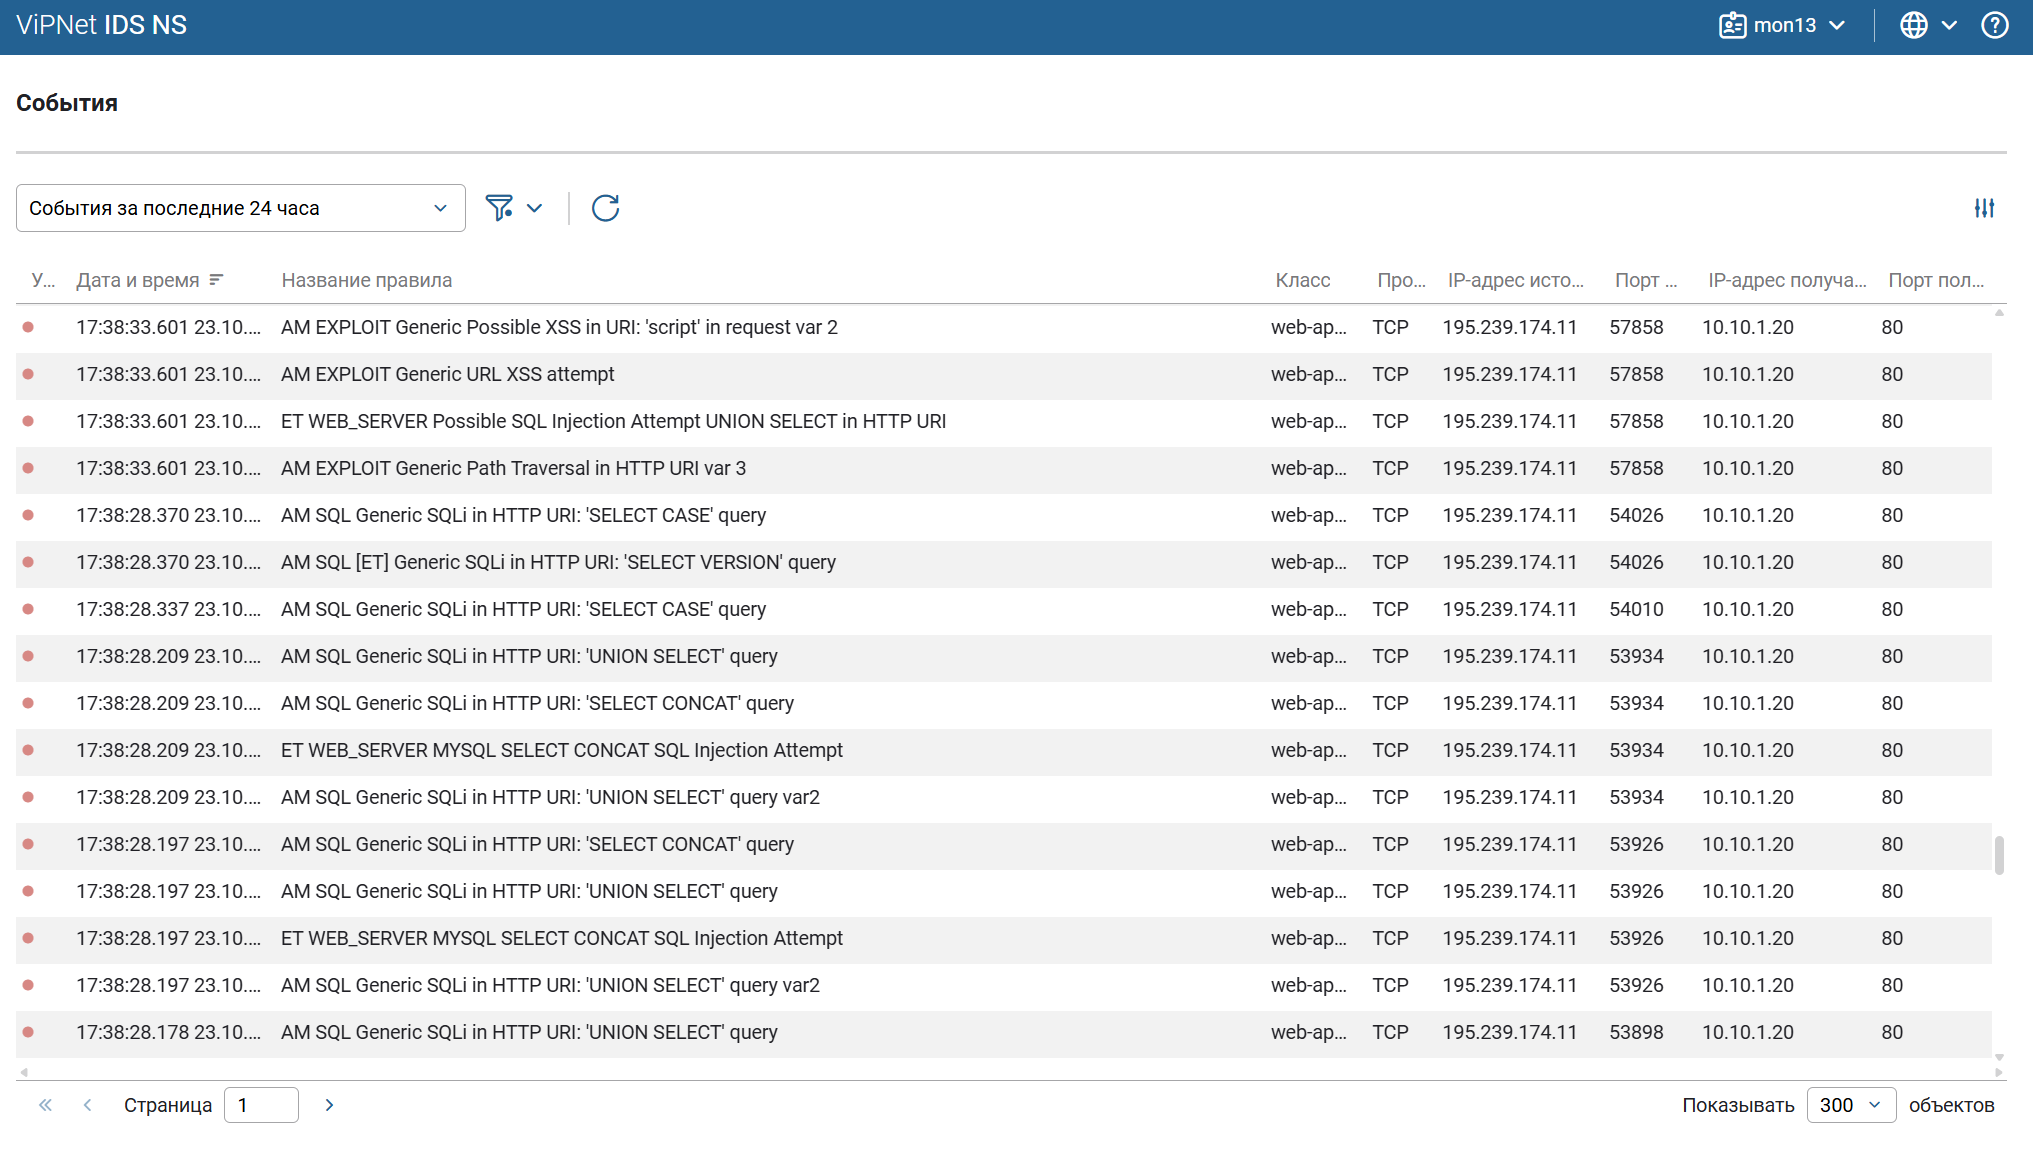 ViPNet IDS NS
mon13
События
События за последние 24 часа
У... Дата и время Название правила Класс Про... IP-адрес исто... Порт ... IP-адрес получа... Порт пол...
17:38:33.601 23.10.... AM EXPLOIT Generic Possible XSS in URI: 'script' in request var 2 web-ap... TCP 195.239.174.11 57858 10.10.1.20 80
17:38:33.601 23.10.... AM EXPLOIT Generic URL XSS attempt web-ap... TCP 195.239.174.11 57858 10.10.1.20 80
17:38:33.601 23.10.... ET WEB_SERVER Possible SQL Injection Attempt UNION SELECT in HTTP URI web-ap... TCP 195.239.174.11 57858 10.10.1.20 80
17:38:33.601 23.10.... AM EXPLOIT Generic Path Traversal in HTTP URI var 3 web-ap... TCP 195.239.174.11 57858 10.10.1.20 80
17:38:28.370 23.10.... AM SQL Generic SQLi in HTTP URI: 'SELECT CASE' query web-ap... TCP 195.239.174.11 54026 10.10.1.20 80
17:38:28.370 23.10.... AM SQL [ET] Generic SQLi in HTTP URI: 'SELECT VERSION' query web-ap... TCP 195.239.174.11 54026 10.10.1.20 80
17:38:28.337 23.10.... AM SQL Generic SQLi in HTTP URI: 'SELECT CASE' query web-ap... TCP 195.239.174.11 54010 10.10.1.20 80
17:38:28.209 23.10.... AM SQL Generic SQLi in HTTP URI: 'UNION SELECT' query web-ap... TCP 195.239.174.11 53934 10.10.1.20 80
17:38:28.209 23.10.... AM SQL Generic SQLi in HTTP URI: 'SELECT CONCAT' query web-ap... TCP 195.239.174.11 53934 10.10.1.20 80
17:38:28.209 23.10.... ET WEB_SERVER MYSQL SELECT CONCAT SQL Injection Attempt web-ap... TCP 195.239.174.11 53934 10.10.1.20 80
17:38:28.209 23.10.... AM SQL Generic SQLi in HTTP URI: 'UNION SELECT' query var2 web-ap... TCP 195.239.174.11 53934 10.10.1.20 80
17:38:28.197 23.10.... AM SQL Generic SQLi in HTTP URI: 'SELECT CONCAT' query web-ap... TCP 195.239.174.11 53926 10.10.1.20 80
17:38:28.197 23.10.... AM SQL Generic SQLi in HTTP URI: 'UNION SELECT' query web-ap... TCP 195.239.174.11 53926 10.10.1.20 80
17:38:28.197 23.10.... ET WEB_SERVER MYSQL SELECT CONCAT SQL Injection Attempt web-ap... TCP 195.239.174.11 53926 10.10.1.20 80
17:38:28.197 23.10.... AM SQL Generic SQLi in HTTP URI: 'UNION SELECT' query var2 web-ap... TCP 195.239.174.11 53926 10.10.1.20 80
17:38:28.178 23.10.... AM SQL Generic SQLi in HTTP URI: 'UNION SELECT' query web-ap... TCP 195.239.174.11 53898 10.10.1.20 80
Страница 1 Показывать 300 объектов